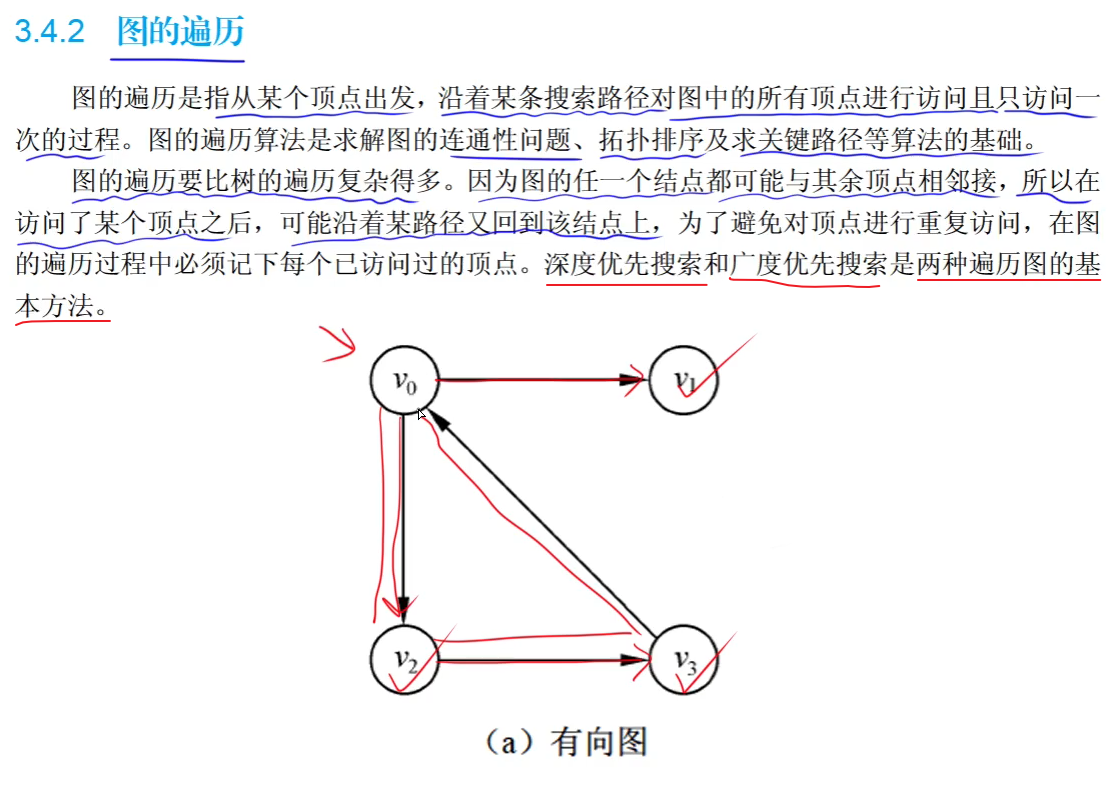 3.4.2 图的遍历
图的遍历是指从某个顶点出发，沿着某条搜索路径对图中的所有顶点进行访问且只访问一
次的过程。图的遍历算法是求解图的连通性问题、拓扑排序及求关键路径等算法的基础。
图的遍历要比树的遍历复杂得多。因为图的任一个结点都可能与其余顶点相邻接，所以在
访问了某个顶点之后，可能沿着某路径又回到该结点上，为了避免对顶点进行重复访问，在图
的遍历过程中必须记下每个已访问过的顶点。深度优先搜索和广度优先搜索是两种遍历图的基
本方法。
v₀ v₁
v₂ v₃
（a）有向图